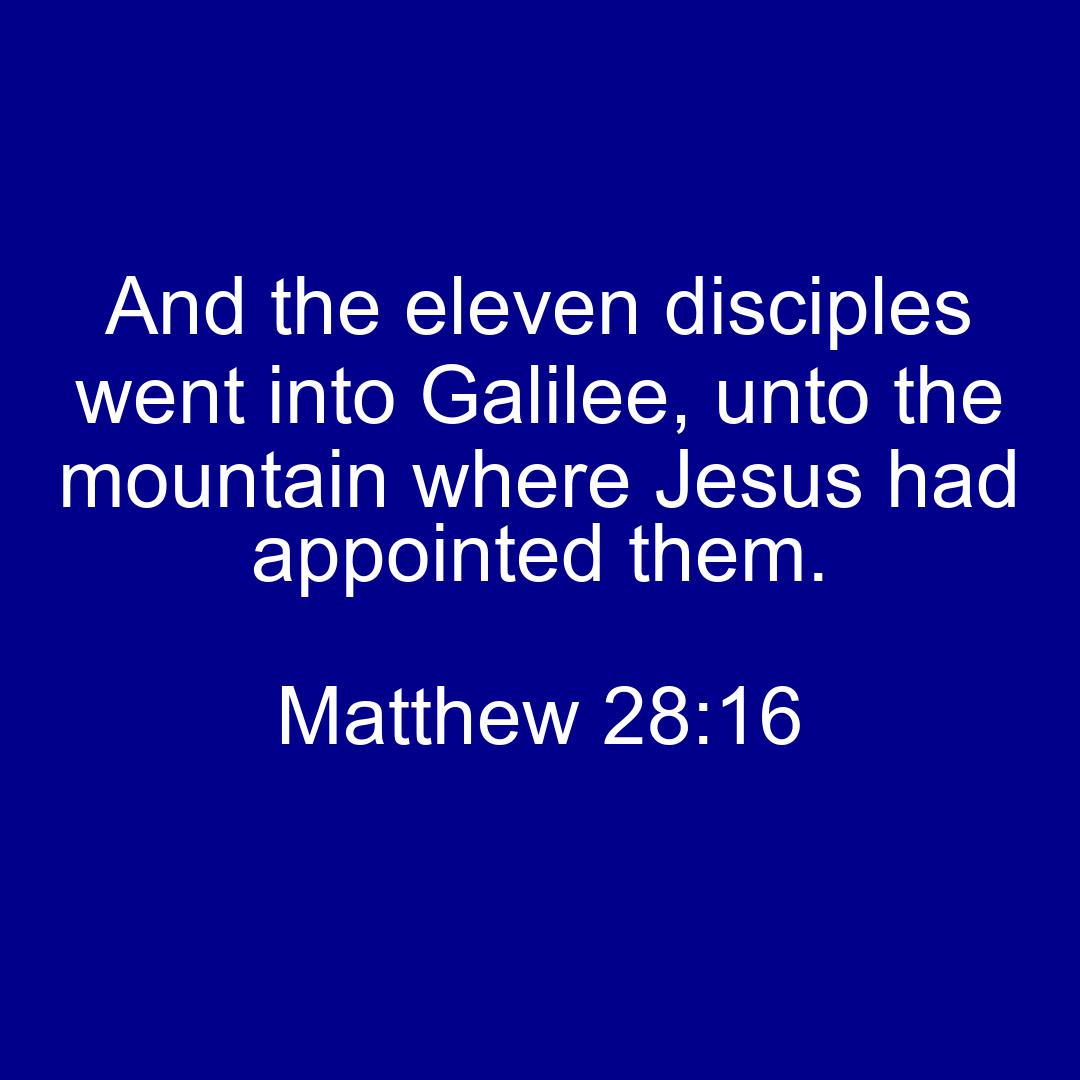 And the eleven disciples
went into Galilee, unto the
mountain where Jesus had
appointed them.
Matthew 28:16